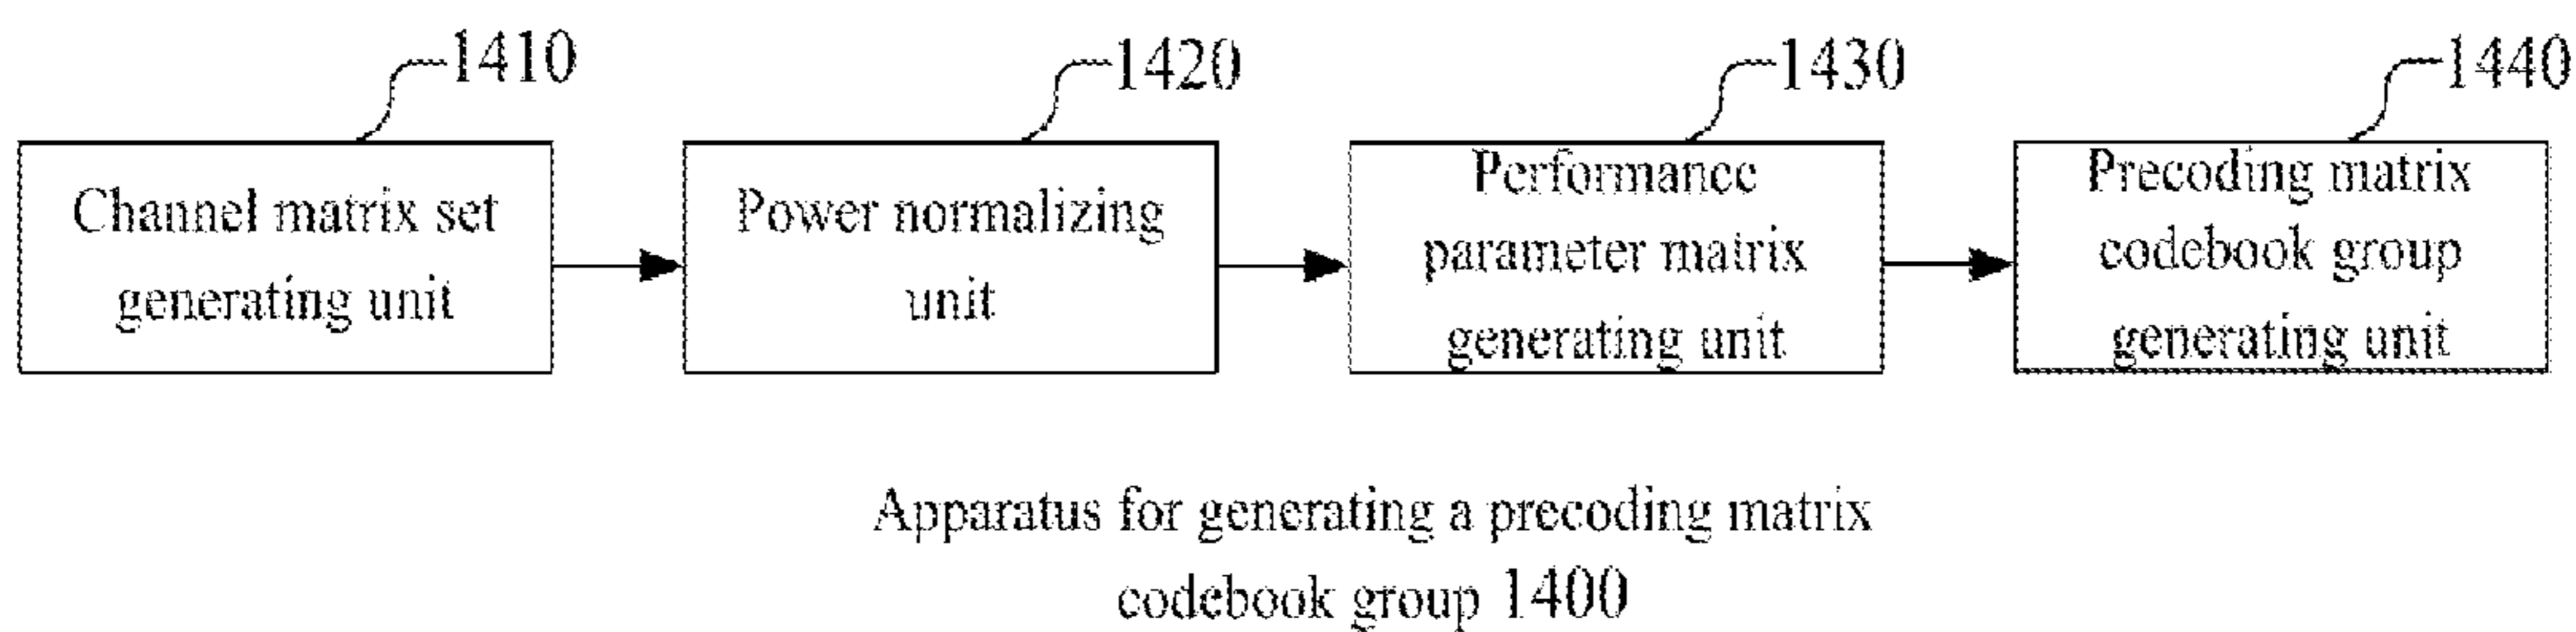 1410
1420
1430
1440
Channel matrix set
generating unit
Power normalizing
unit
Performance
parameter matrix
generating unit
Precoding matrix
codebook group
generating unit
Apparatus for generating a precoding matrix
codebook group 1400